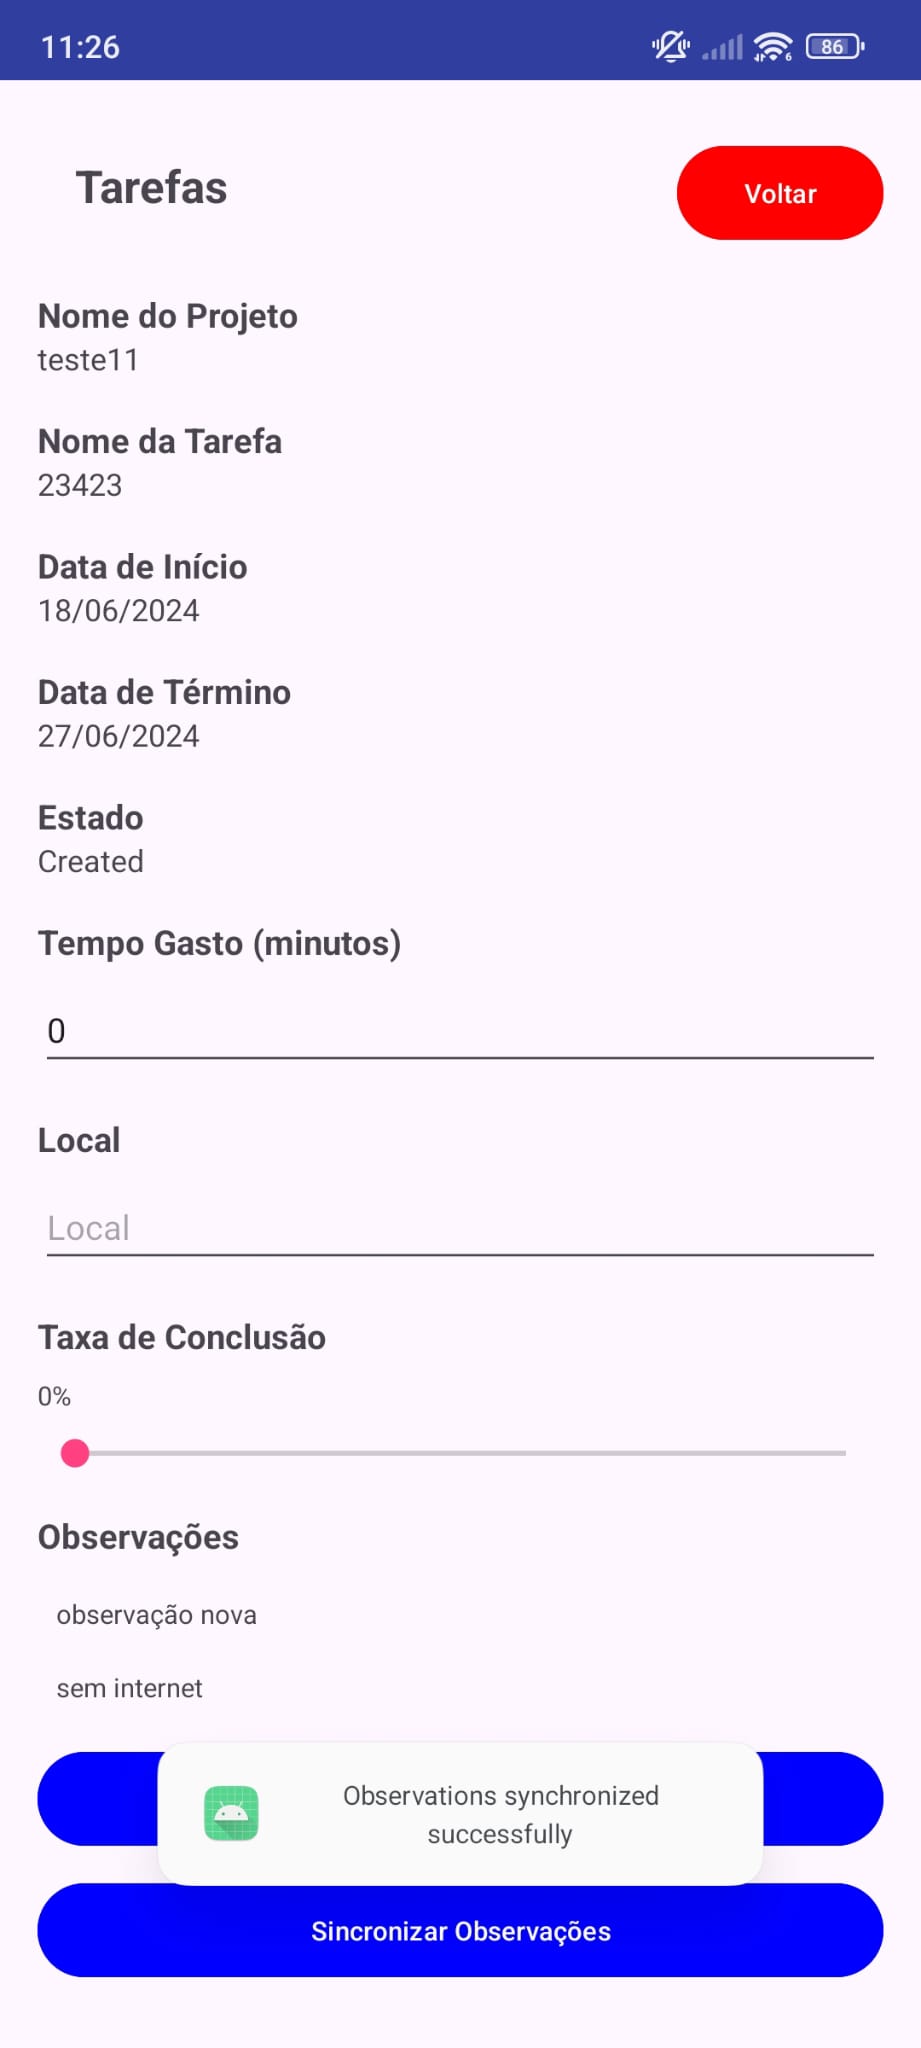 11:26
6
86
Tarefas
Voltar
Nome do Projeto
teste11
Nome da Tarefa
23423
Data de Início
18/06/2024
Data de Término
27/06/2024
Estado
Created
Tempo Gasto (minutos)
0
Local
Local
Taxa de Conclusão
0%
Observações
observação nova
sem internet
Observations synchronized
successfully
Sincronizar Observações